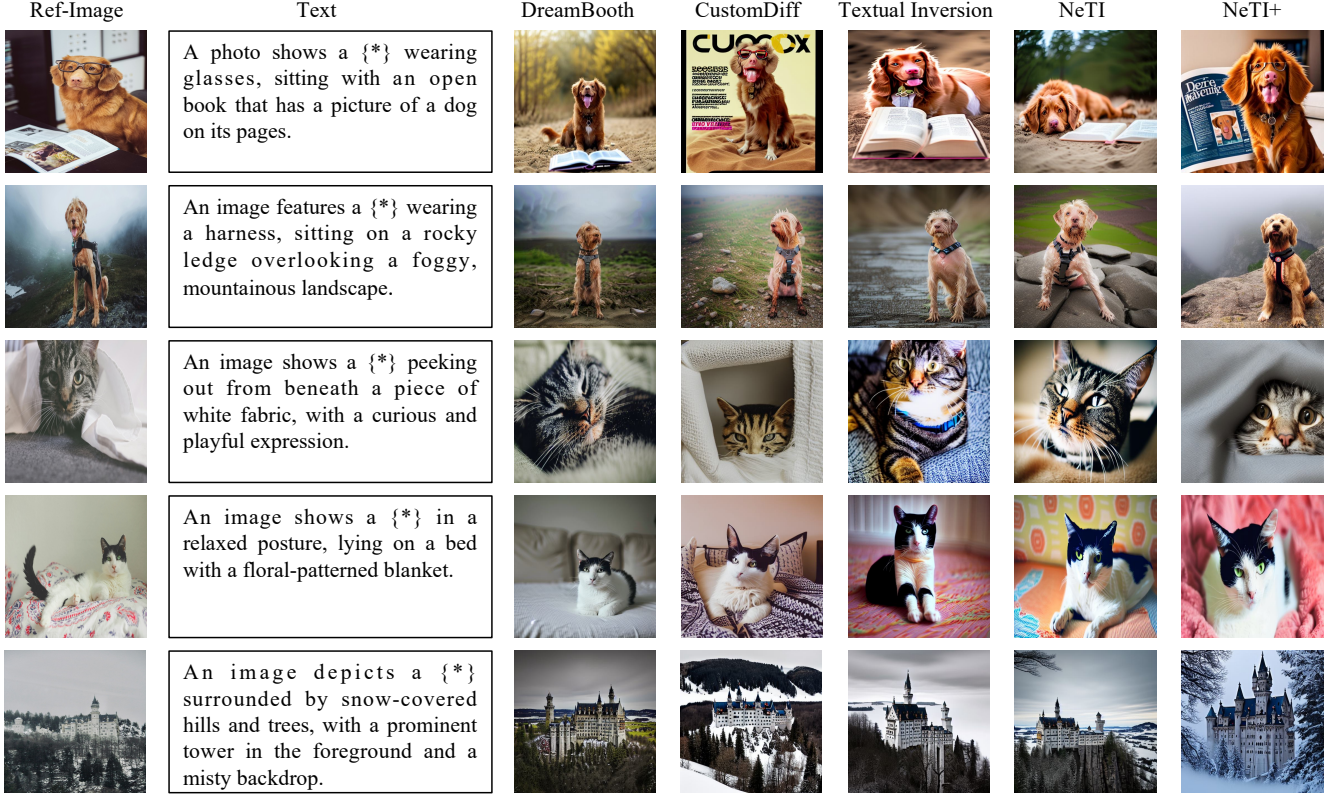 Ref-Image
Text
DreamBooth
CustomDiff
Textual Inversion
NeTI
NeTI+
A photo shows a {*} wearing
glasses, sitting with an open
book that has a picture of a dog
on its pages.
An image features a {*} wearing
a harness, sitting on a rocky
ledge overlooking a foggy,
mountainous landscape.
An image shows a {*} peeking
out from beneath a piece of
white fabric, with a curious and
playful expression.
An image shows a {*} in a
relaxed posture, lying on a bed
with a floral-patterned blanket.
An image depicts a {*}
surrounded by snow-covered
hills and trees, with a prominent
tower in the foreground and a
misty backdrop.